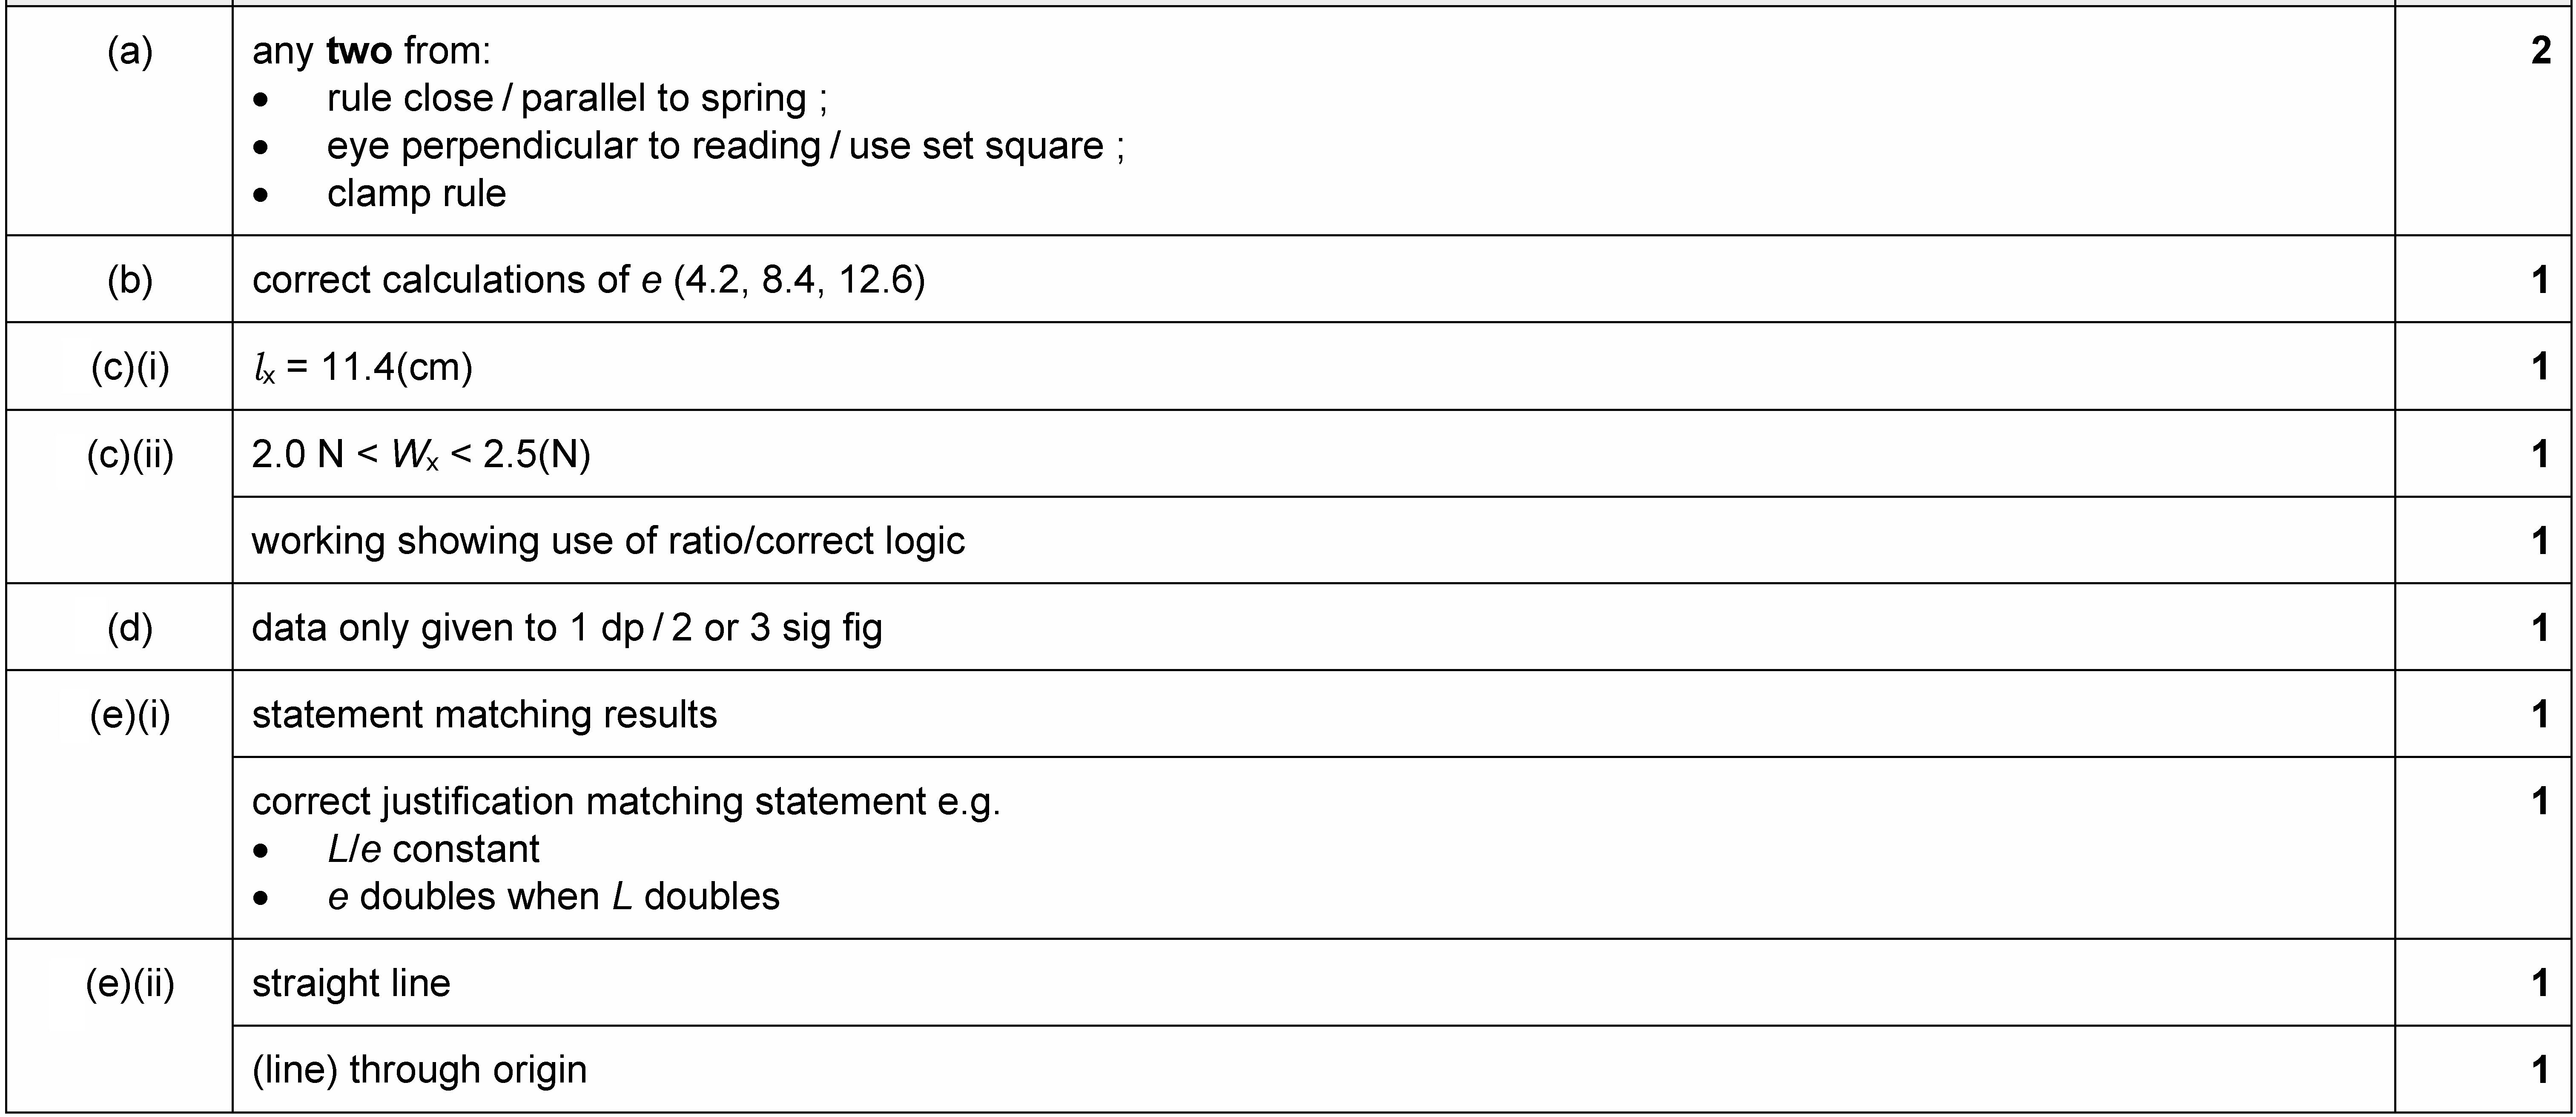 (a) any two from: 2
• rule close / parallel to spring ;
• eye perpendicular to reading / use set square ;
• clamp rule
(b) correct calculations of e (4.2, 8.4, 12.6) 1
(c)(i) lx = 11.4(cm) 1
(c)(ii) 2.0 N < Wx < 2.5(N) 1
working showing use of ratio/correct logic 1
(d) data only given to 1 dp / 2 or 3 sig fig 1
(e)(i) statement matching results 1
correct justification matching statement e.g. 1
• L/e constant
• e doubles when L doubles
(e)(ii) straight line 1
(line) through origin 1